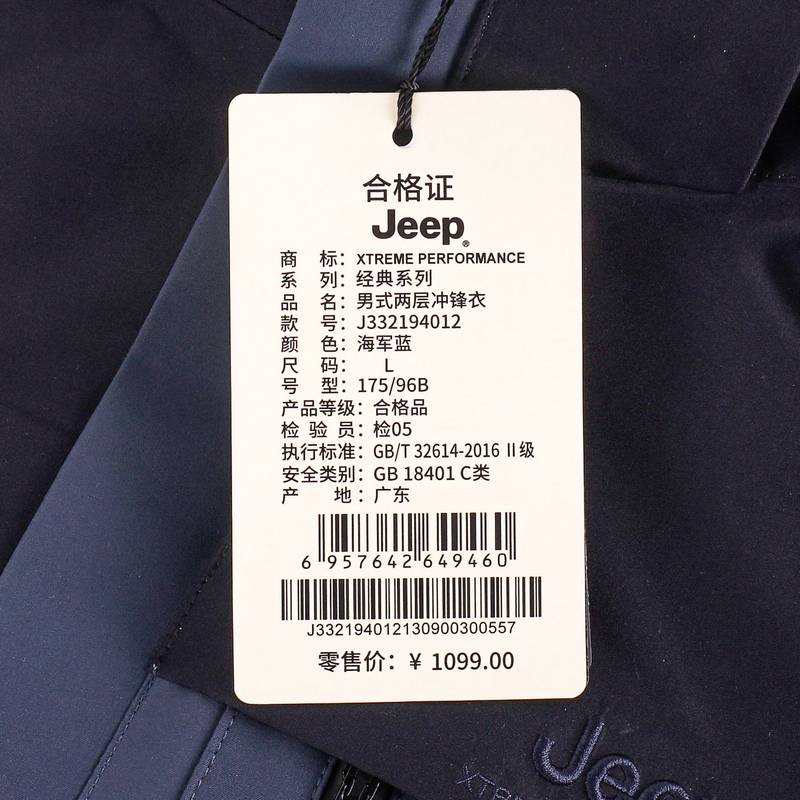 合格证
Jeep®
商 标：XTREME PERFORMANCE
系 列：经典系列
品 名：男式两层冲锋衣
款 号：J332194012
颜 色：海军蓝
尺 码： L
号 型：175/96B
产品等级：合格品
检 验 员：检05
执行标准：GB/T 32614-2016 Ⅱ级
安全类别：GB 18401 C类
产 地：广东
6 957642 649460
J332194012130900300557
零售价：¥ 1099.00
Jeep